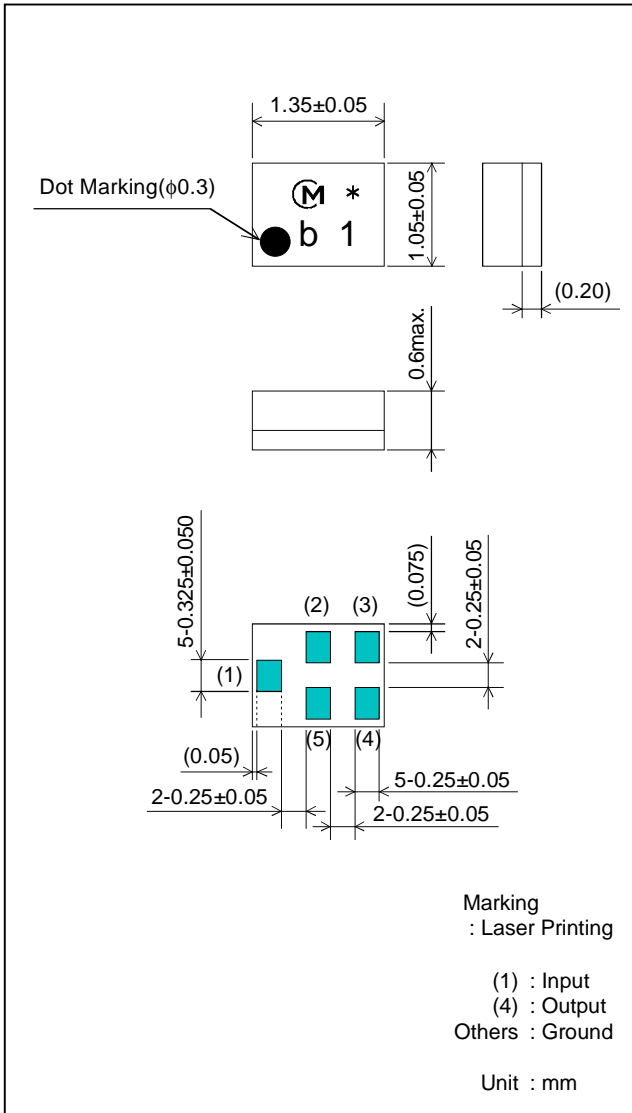 1.35±0.05
Dot Marking(ϕ0.3)
M *
b 1
1.05±0.05
(0.20)
0.6max.
5-0.325±0.050
(0.075)
2-0.25±0.05
(2) (3)
(1)
(5) (4)
(0.05)
5-0.25±0.05
2-0.25±0.05
2-0.25±0.05
Marking
: Laser Printing
(1) : Input
(4) : Output
Others : Ground
Unit : mm